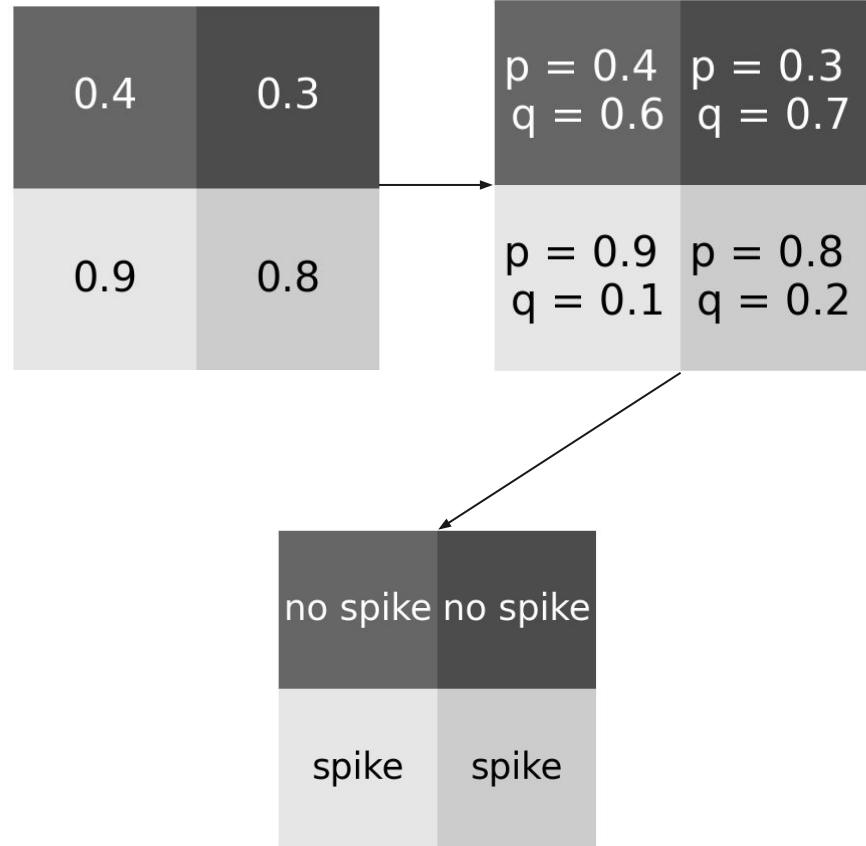 0.4 0.3
0.9 0.8
p = 0.4 p = 0.3
q = 0.6 q = 0.7
p = 0.9 p = 0.8
q = 0.1 q = 0.2
no spike no spike
spike spike